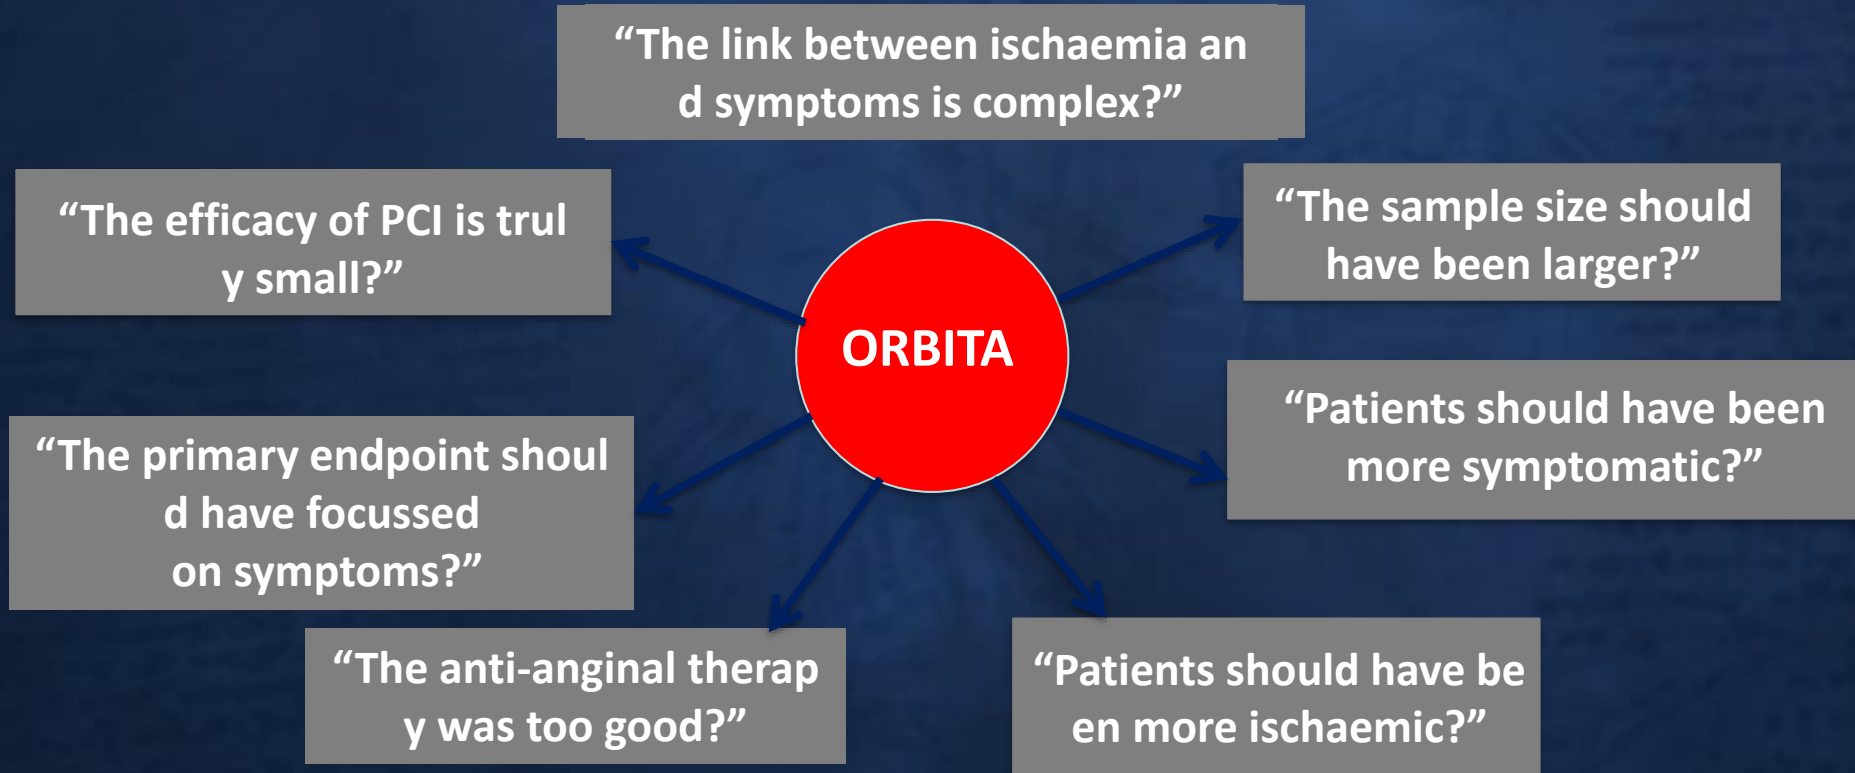 “The link between ischaemia an
d symptoms is complex?”
“The efficacy of PCI is trul
y small?”
“The sample size should
have been larger?”
ORBITA
“Patients should have been
more symptomatic?”
“The primary endpoint shoul
d have focussed
on symptoms?”
“The anti-anginal therap
y was too good?”
“Patients should have be
en more ischaemic?”